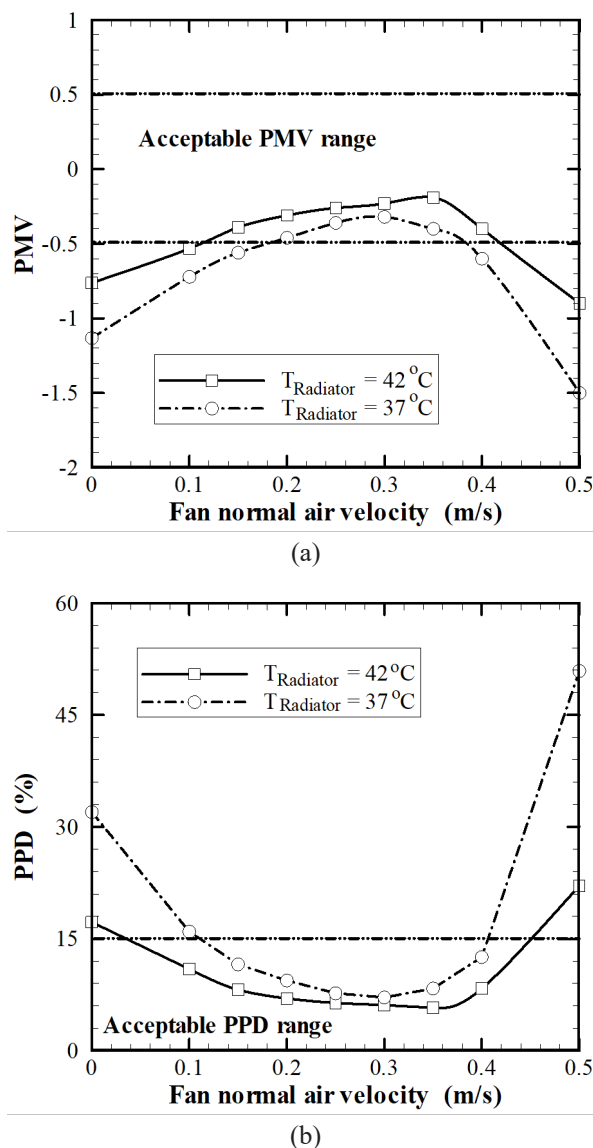 1
0.5
Acceptable PMV range
0
PMV
-0.5
-1
T_Radiator = 42 °C
T_Radiator = 37 °C
-1.5
-2
0 0.1 0.2 0.3 0.4 0.5
Fan normal air velocity (m/s)
(a)
60
T_Radiator = 42 °C
T_Radiator = 37 °C
45
PPD (%)
30
15
Acceptable PPD range
0
0 0.1 0.2 0.3 0.4 0.5
Fan normal air velocity (m/s)
(b)